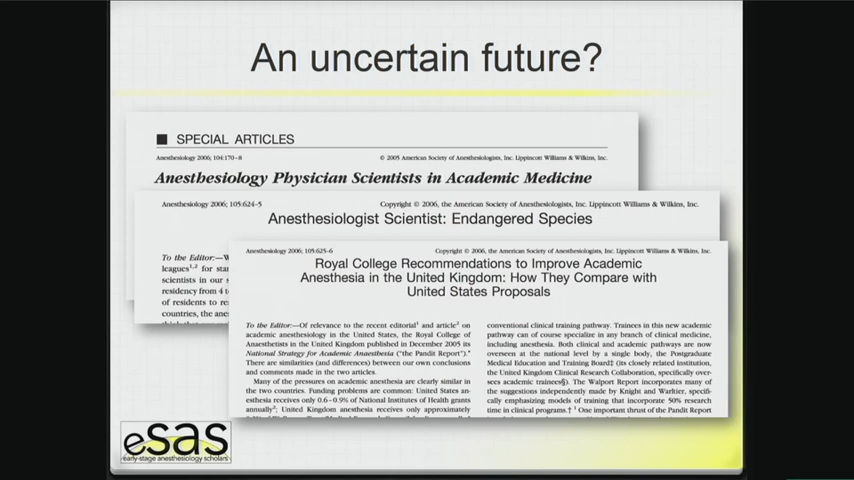 An uncertain future?
■ SPECIAL ARTICLES
Anesthesiology 2006; 104:170–8 © 2005 American Society of Anesthesiologists, Inc. Lippincott Williams & Wilkins, Inc.
Anesthesiology Physician Scientists in Academic Medicine
Anesthesiology 2006; 105:624–5 Copyright © 2006, the American Society of Anesthesiologists, Inc. Lippincott Williams & Wilkins, Inc.
Anesthesiologist Scientist: Endangered Species
To the Editor:—W
leagues1,2 for star
scientists in our s
residency from 4 t
of residents to re
countries, the ane
Anesthesiology 2006; 105:625–6 Copyright © 2006, the American Society of Anesthesiologists, Inc. Lippincott Williams & Wilkins, Inc.
Royal College Recommendations to Improve Academic
Anesthesia in the United Kingdom: How They Compare with
United States Proposals
To the Editor:—Of relevance to the recent editorial1 and article2 on
academic anesthesiology in the United States, the Royal College of
Anaesthetists in the United Kingdom published in December 2005 its
National Strategy for Academic Anaesthesia (“the Pandit Report”).*
There are similarities (and differences) between our own conclusions
and comments made in the two articles.
Many of the pressures on academic anesthesia are clearly similar in
the two countries. Funding problems are common: United States an-
esthesia receives only 0.6–0.9% of National Institutes of Health grants
annually3; United Kingdom anesthesia receives only approximately
conventional clinical training pathway. Trainees in this new academic
pathway can of course specialize in any branch of clinical medicine,
including anesthesia. Both clinical and academic pathways are now
overseen at the national level by a single body, the Postgraduate
Medical Education and Training Board‡ (its closely related institution,
the United Kingdom Clinical Research Collaboration, specifically over-
sees academic trainees§). The Walport Report incorporates many of
the suggestions independently made by Knight and Warltier, specifi-
cally emphasizing models of training that incorporate 50% research
time in clinical programs.† 1 One important thrust of the Pandit Report
esas
early-stage anesthesiology scholars